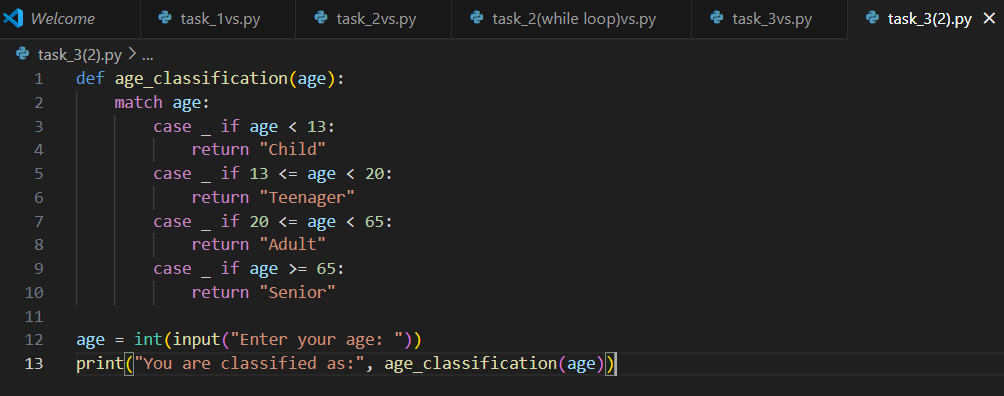 Welcome task_1vs.py task_2vs.py task_2(while loop)vs.py task_3vs.py task_3(2).py ×
task_3(2).py > ...
1 def age_classification(age):
2     match age:
3         case _ if age < 13:
4             return "Child"
5         case _ if 13 <= age < 20:
6             return "Teenager"
7         case _ if 20 <= age < 65:
8             return "Adult"
9         case _ if age >= 65:
10             return "Senior"
11
12 age = int(input("Enter your age: "))
13 print("You are classified as:", age_classification(age))